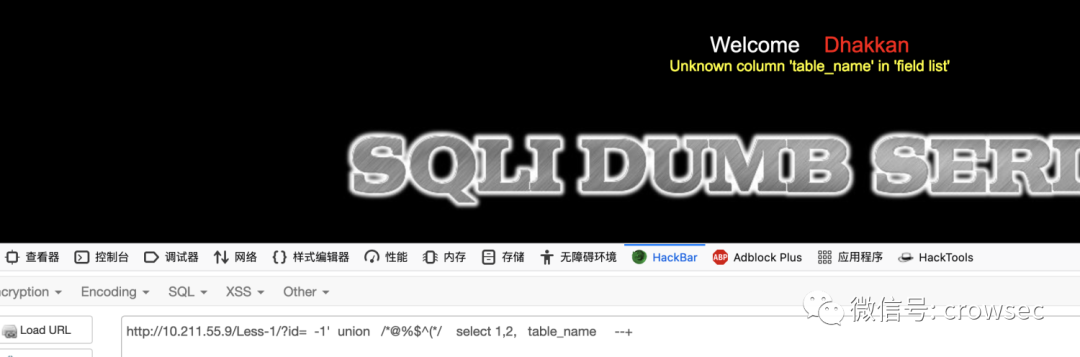 Welcome Dhakkan
Unknown column 'table_name' in 'field list'
SQLI DUMB SERI
查看器 控制台 调试器 网络 样式编辑器 性能 内存 存储 无障碍环境 HackBar ABP Adblock Plus 应用程序 HackTools
ncryption Encoding SQL XSS Other
微信号: crowsec
Load URL http://10.211.55.9/Less-1/?id= -1' union /*@%$^(*/ select 1,2, table_name --+